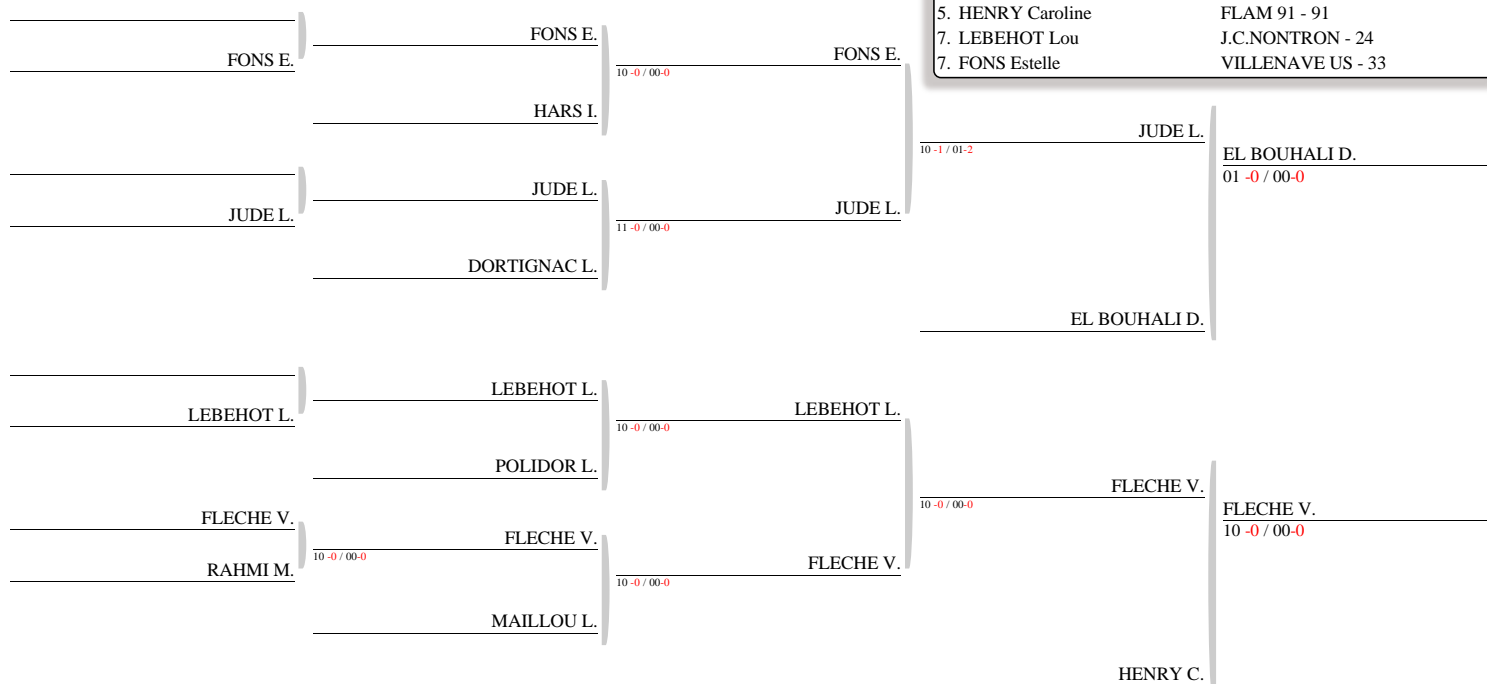 5. HENRY Caroline FLAM 91 - 91
7. LEBEHOT Lou J.C.NONTRON - 24
7. FONS Estelle VILLENAVE US - 33
FONS E.
FONS E.
FONS E.
10 -0 / 00-0
HARS I.
JUDE L.
10 -1 / 01-2
EL BOUHALI D.
01 -0 / 00-0
JUDE L.
JUDE L.
JUDE L.
11 -0 / 00-0
DORTIGNAC L.
EL BOUHALI D.
LEBEHOT L.
LEBEHOT L.
LEBEHOT L.
10 -0 / 00-0
POLIDOR L.
FLECHE V.
10 -0 / 00-0
FLECHE V.
10 -0 / 00-0
FLECHE V.
FLECHE V.
10 -0 / 00-0
RAHMI M.
FLECHE V.
10 -0 / 00-0
MAILLOU L.
HENRY C.